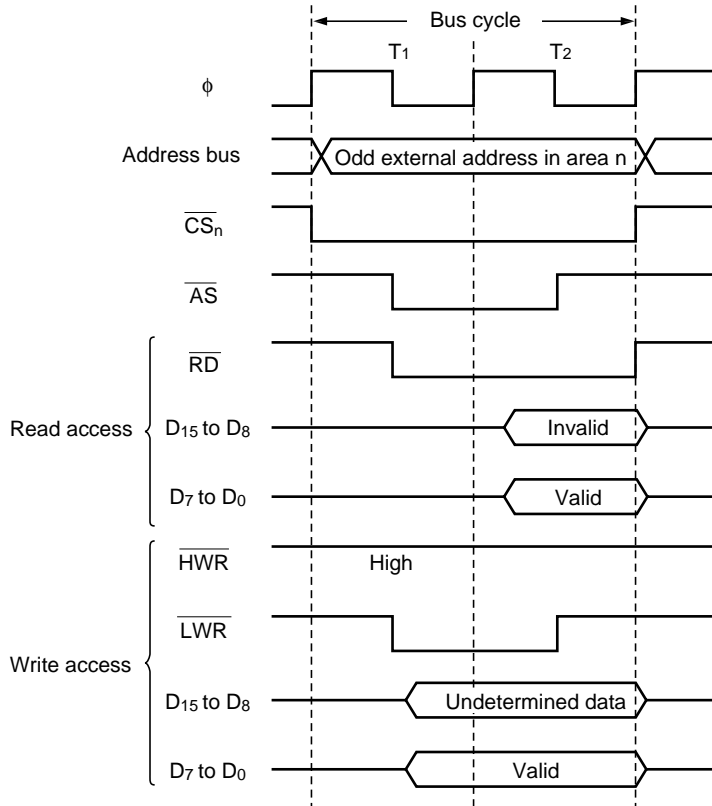 Bus cycle
T1 T2
ϕ
Address bus Odd external address in area n
CSn
AS
RD
Read access
D15 to D8 Invalid
D7 to D0 Valid
HWR High
LWR
Write access
D15 to D8 Undetermined data
D7 to D0 Valid